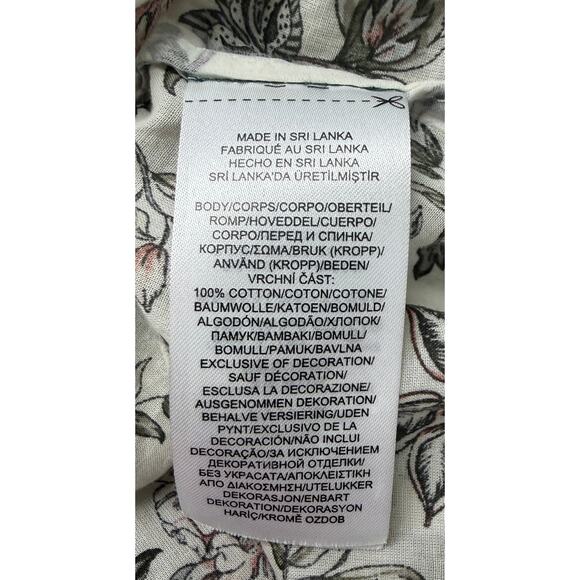 MADE IN SRI LANKA
FABRIQUÉ AU SRI LANKA
HECHO EN SRI LANKA
SRİ LANKA'DA ÜRETİLMİŞTİR
BODY/CORPS/CORPO/OBERTEIL/
ROMP/HOVEDDEL/CUERPO/
CORPO/ПЕРЕД И СПИНКА/
КОРПУС/ΣΩΜΑ/BRUK (KROPP)/
ANVÄND (KROPP)/BEDEN/
VRCHNÍ ČÁST:
100% COTTON/COTON/COTONE/
BAUMWOLLE/KATOEN/BOMULD/
ALGODÓN/ALGODÃO/ХЛОПОК/
ПАМУК/ΒΑΜΒΑΚΙ/BOMULL/
BOMULL/PAMUK/BAVLNA
EXCLUSIVE OF DECORATION/
SAUF DÉCORATION/
ESCLUSA LA DECORAZIONE/
AUSGENOMMEN DEKORATION/
BEHALVE VERSIERING/UDEN
PYNT/EXCLUSIVO DE LA
DECORACIÓN/NÃO INCLUI
DECORAÇÃO/ЗА ИСКЛЮЧЕНИЕМ
ДЕКОРАТИВНОЙ ОТДЕЛКИ/
БЕЗ УКРАСАТА/ΑΠΟΚΛΕΙΣΤΙΚΗ
ΑΠΟ ΔΙΑΚΟΣΜΗΣΗ/UTELUKKER
DEKORASJON/ENBART
DEKORATION/DEKORASYON
HARİÇ/KROMĚ OZDOB